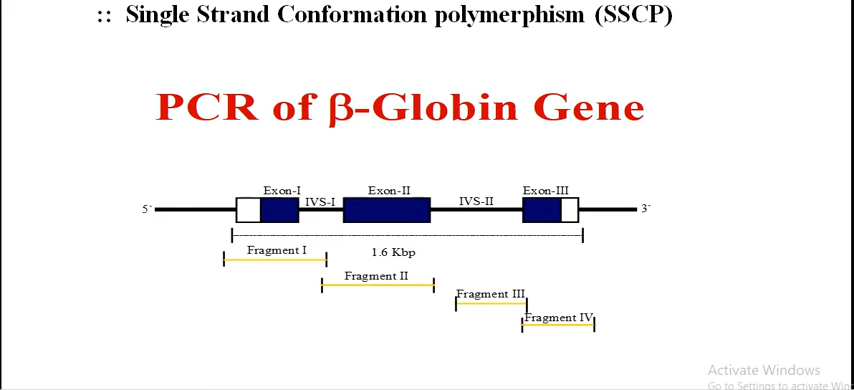 :: Single Strand Conformation polymerphism (SSCP)
PCR of β-Globin Gene
Exon-I Exon-II Exon-III
IVS-I IVS-II
5` 3`
Fragment I 1.6 Kbp
Fragment II
Fragment III
Fragment IV
Activate Windows
Go to Settings to activate Win